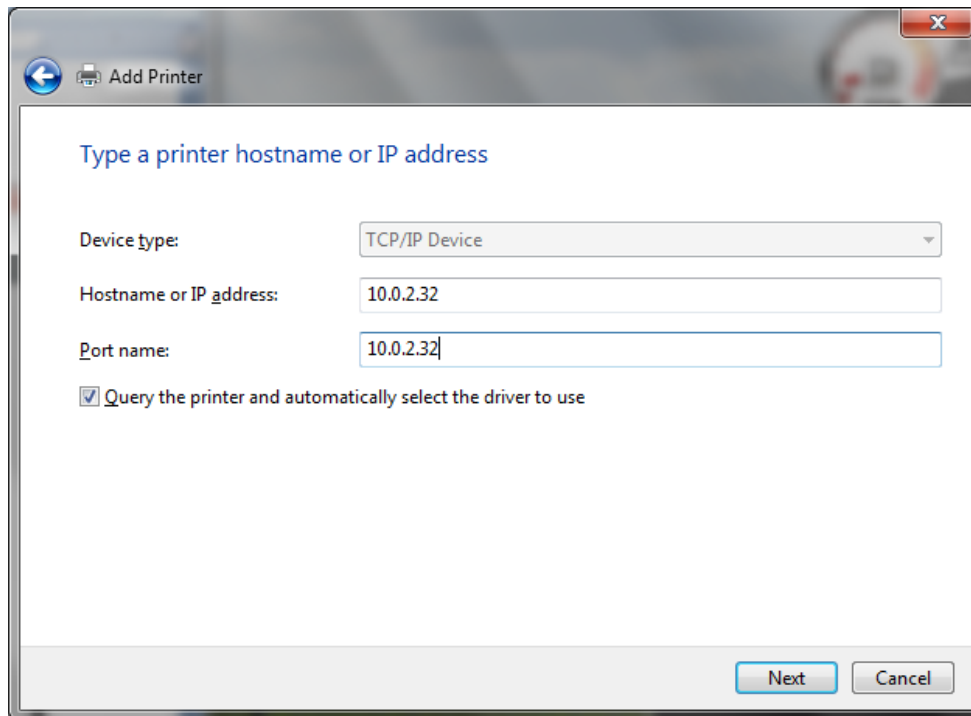 Add Printer
Type a printer hostname or IP address
Device type: TCP/IP Device
Hostname or IP address: 10.0.2.32
Port name: 10.0.2.32
Query the printer and automatically select the driver to use
Next Cancel